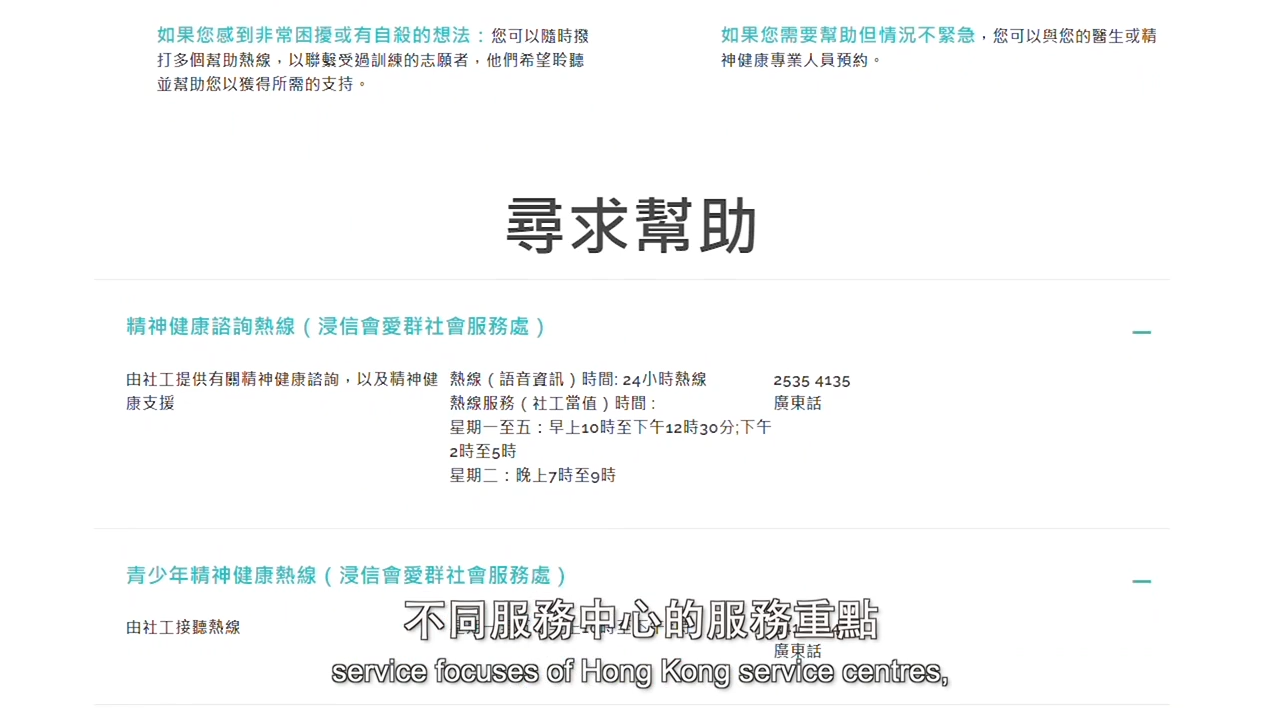 如果您感到非常困擾或有自殺的想法：您可以隨時撥
打多個幫助熱線，以聯繫受過訓練的志願者，他們希望聆聽
並幫助您以獲得所需的支持。
如果您需要幫助但情況不緊急，您可以與您的醫生或精
神健康專業人員預約。
尋求幫助
精神健康諮詢熱線（浸信會愛群社會服務處）
由社工提供有關精神健康諮詢，以及精神健
康支援
熱線（語音資訊）時間: 24小時熱線
熱線服務（社工當值）時間 :
星期一至五：早上10時至下午12時30分;下午
2時至5時
星期二：晚上7時至9時
2535 4135
廣東話
青少年精神健康熱線（浸信會愛群社會服務處）
由社工接聽熱線
廣東話
不同服務中心的服務重點
service focuses of Hong Kong service centres,